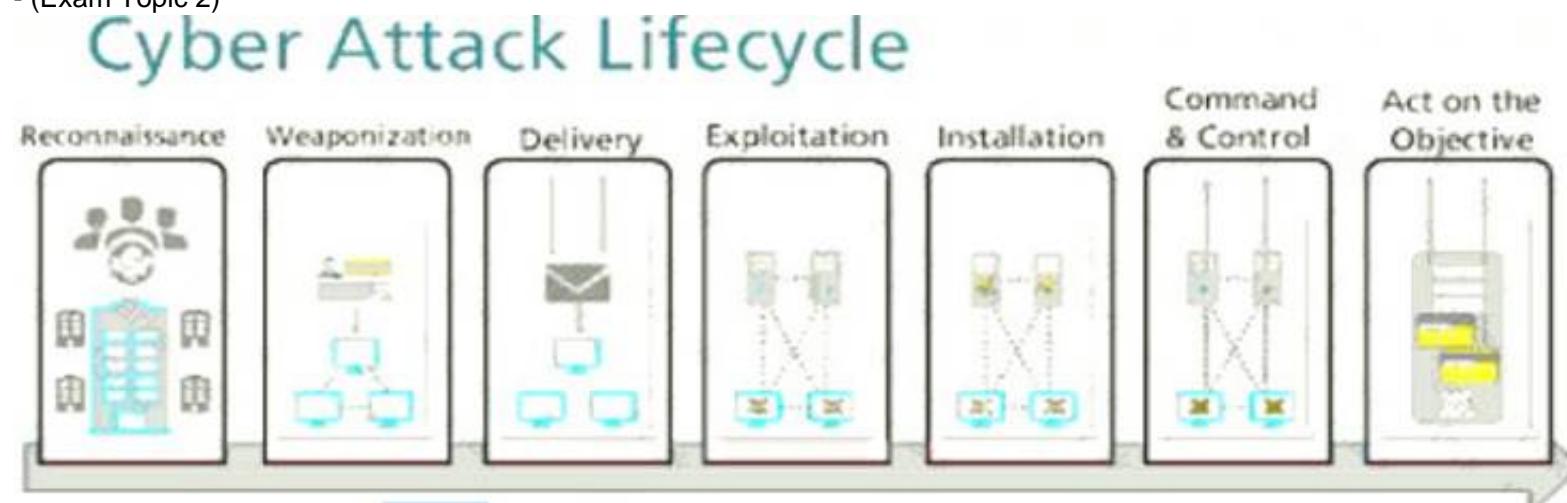 - (Exam Topic 2)
Cyber Attack Lifecycle
Reconnaissance
Weaponization
Delivery
Exploitation
Installation
Command
& Control
Act on the
Objective